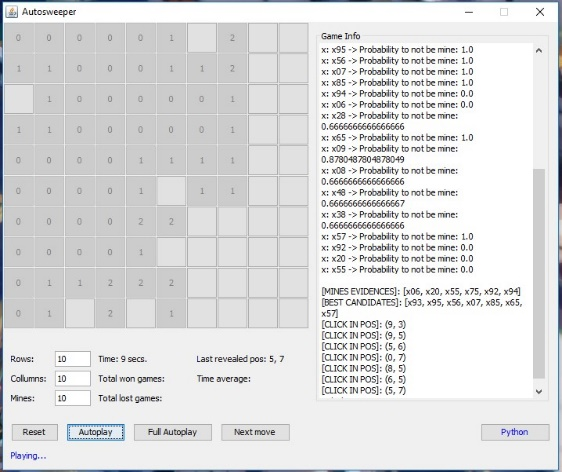 Autosweeper
0 0 0 0 0 1 2
1 1 0 0 0 1 1 2
1 0 0 0 0 0 1
1 1 0 0 0 0 0 1
0 0 0 0 1 1 1 1
0 0 0 0 1 1 1
0 0 0 0 2 2
0 0 0 0 1
0 1 1 2 2 2
0 1 2 1
Rows: 10 Time: 9 secs. Last revealed pos: 5, 7
Collumns: 10 Total won games: Time average:
Mines: 10 Total lost games:
Reset Autoplay Full Autoplay Next move
Playing...
Game Info
x: x95 -> Probability to not be mine: 1.0
x: x56 -> Probability to not be mine: 1.0
x: x07 -> Probability to not be mine: 1.0
x: x85 -> Probability to not be mine: 1.0
x: x94 -> Probability to not be mine: 0.0
x: x06 -> Probability to not be mine: 0.0
x: x28 -> Probability to not be mine:
0.6666666666666666
x: x65 -> Probability to not be mine: 1.0
x: x09 -> Probability to not be mine:
0.8780487804878049
x: x08 -> Probability to not be mine:
0.6666666666666666
x: x48 -> Probability to not be mine:
0.6666666666666667
x: x38 -> Probability to not be mine:
0.6666666666666666
x: x57 -> Probability to not be mine: 1.0
x: x92 -> Probability to not be mine: 0.0
x: x20 -> Probability to not be mine: 0.0
x: x55 -> Probability to not be mine: 0.0
[MINES EVIDENCES]: [x06, x20, x55, x75, x92, x94]
[BEST CANDIDATES]: [x93, x95, x56, x07, x85, x65,
x57]
[CLICK IN POS]: (9, 3)
[CLICK IN POS]: (9, 5)
[CLICK IN POS]: (5, 6)
[CLICK IN POS]: (0, 7)
[CLICK IN POS]: (8, 5)
[CLICK IN POS]: (6, 5)
[CLICK IN POS]: (5, 7)
Python